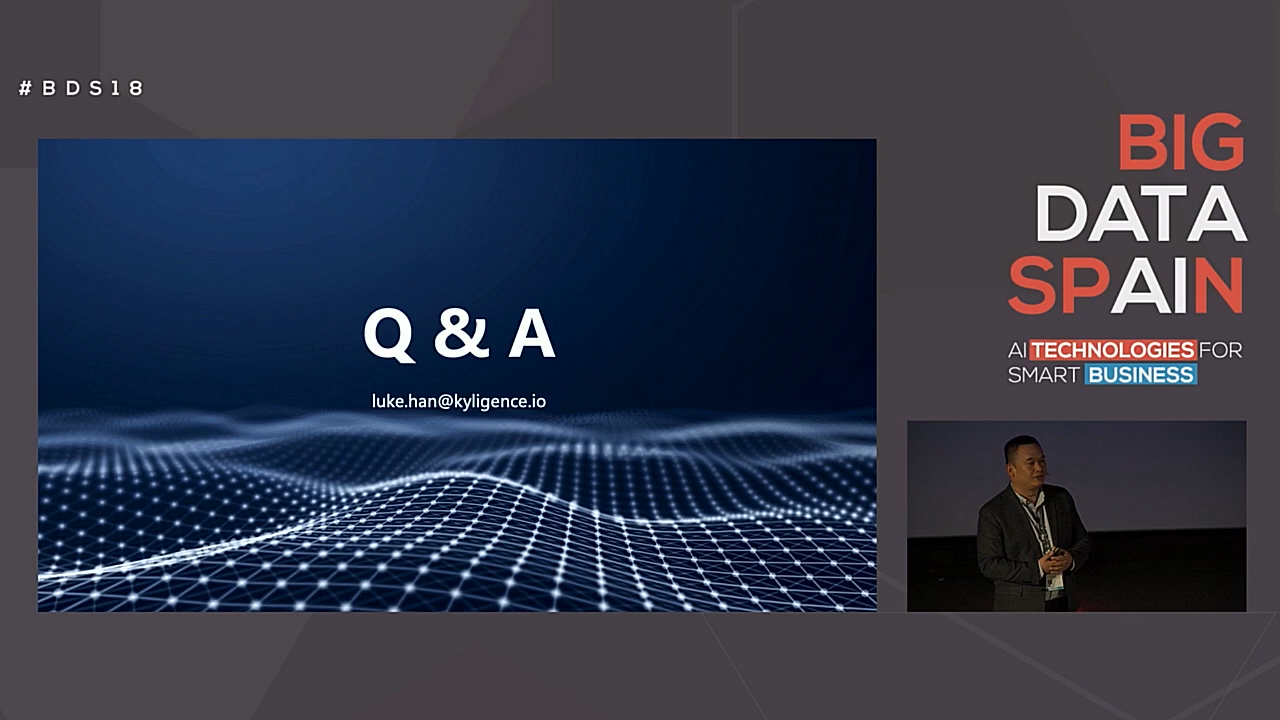 #BDS18
BIG
DATA
SPAIN
AI TECHNOLOGIES FOR
SMART BUSINESS
Q & A
luke.han@kyligence.io